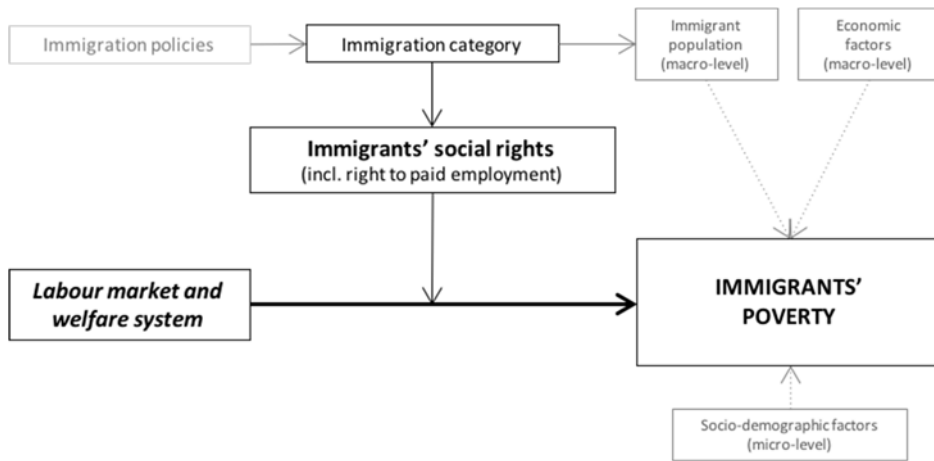 Immigration policies
Immigration category
Immigrant
population
(macro-level)
Economic
factors
(macro-level)
Immigrants’ social rights
(incl. right to paid employment)
Labour market and
welfare system
IMMIGRANTS’
POVERTY
Socio-demographic factors
(micro-level)